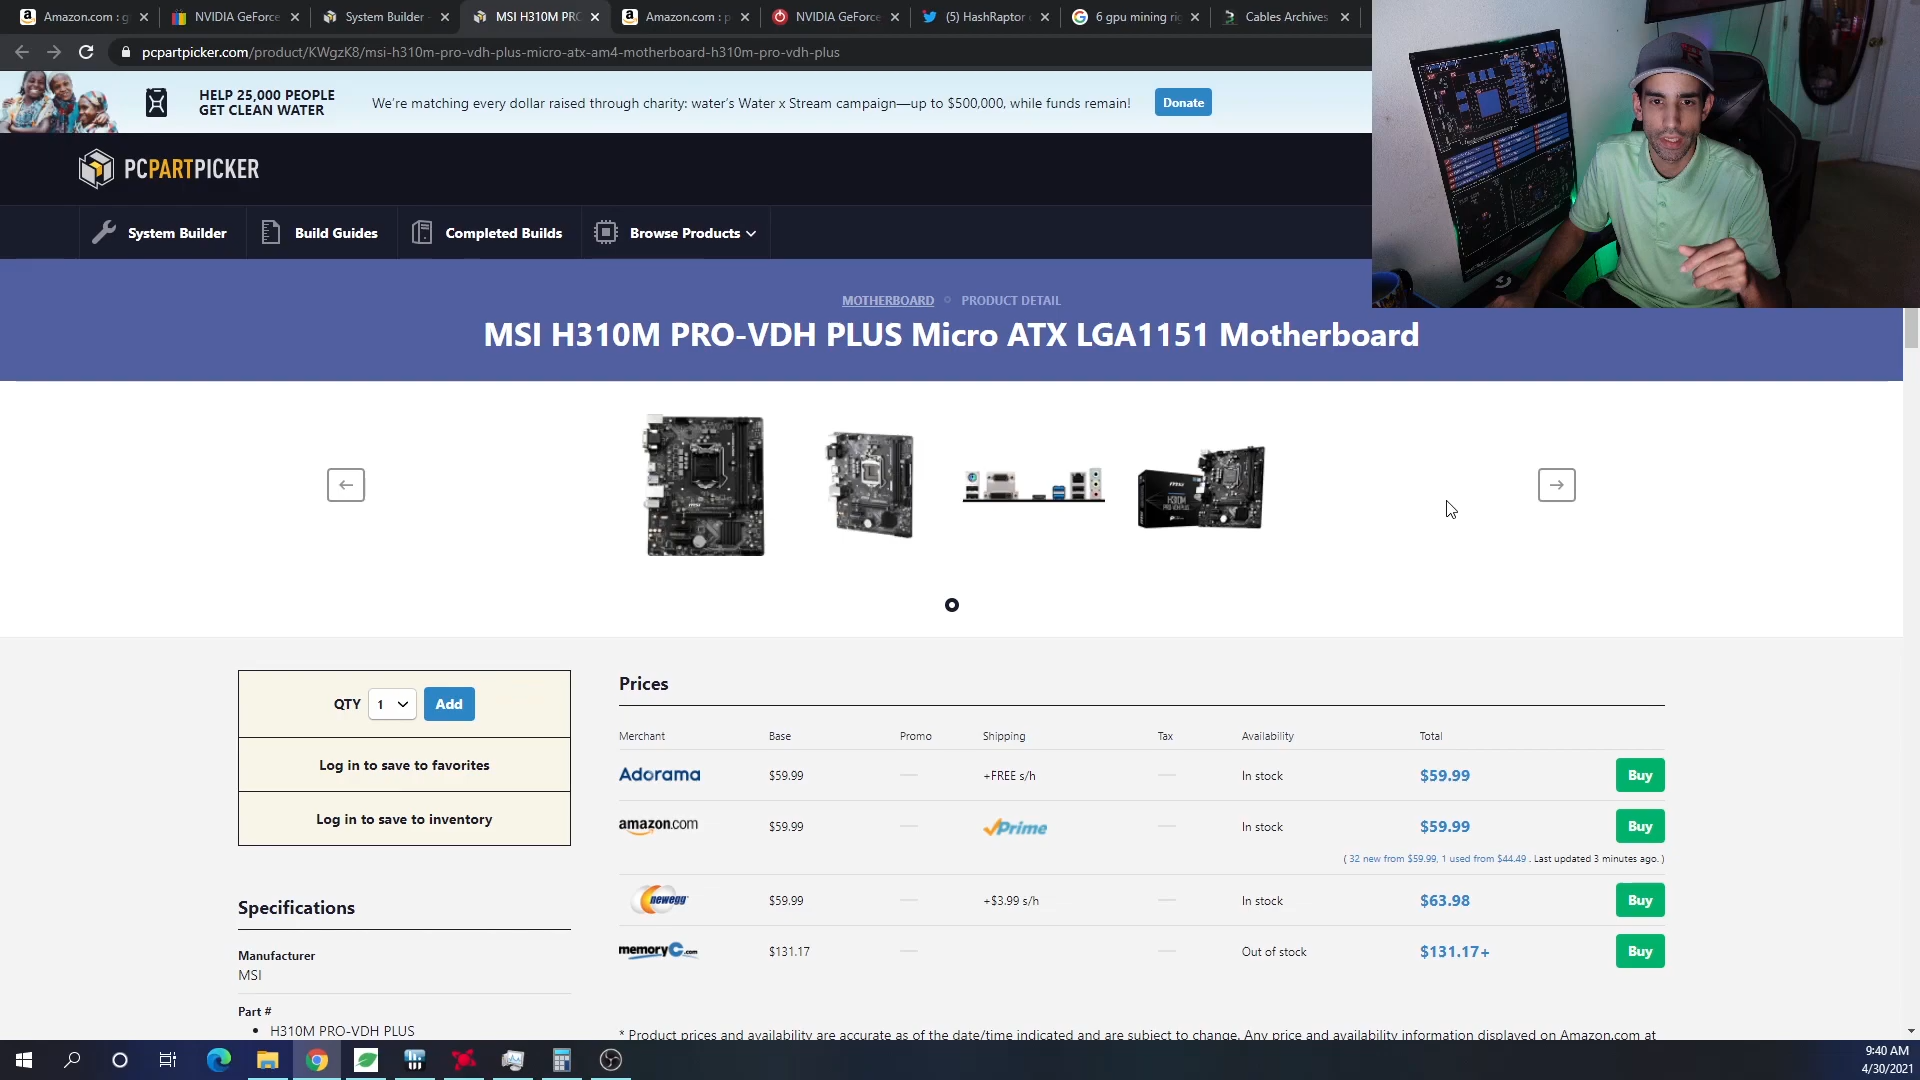 Amazon.com : g
NVIDIA GeForce
System Builder -
MSI H310M PRO
Amazon.com : p
NVIDIA GeForce
(5) HashRaptor
6 gpu mining rig
Cables Archives
pcpartpicker.com/product/KWgzK8/msi-h310m-pro-vdh-plus-micro-atx-am4-motherboard-h310m-pro-vdh-plus
HELP 25,000 PEOPLE
GET CLEAN WATER
We're matching every dollar raised through charity: water's Water x Stream campaign—up to $500,000, while funds remain!
Donate
PCPARTPICKER
System Builder
Build Guides
Completed Builds
Browse Products
MOTHERBOARD
PRODUCT DETAIL
MSI H310M PRO-VDH PLUS Micro ATX LGA1151 Motherboard
QTY 1 Add
Log in to save to favorites
Log in to save to inventory
Specifications
Manufacturer
MSI
Part #
• H310M PRO-VDH PLUS
Prices
Merchant Base Promo Shipping Tax Availability Total
Adorama $59.99 — +FREE s/h — In stock $59.99 Buy
amazon.com $59.99 — Prime — In stock $59.99 Buy
( 32 new from $59.99, 1 used from $44.49 . Last updated 3 minutes ago. )
newegg $59.99 — +$3.99 s/h — In stock $63.98 Buy
memoryC.com $131.17 — — Out of stock $131.17+ Buy
* Product prices and availability are accurate as of the date/time indicated and are subject to change. Any price and availability information displayed on Amazon.com at
9:40 AM
4/30/2021